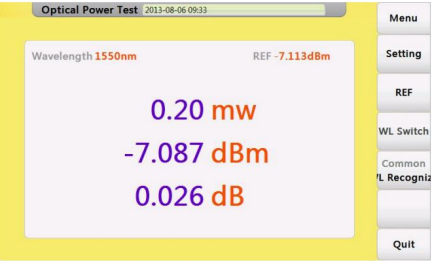 Optical Power Test 2013-08-06 09:33
Menu
Wavelength 1550nm REF -7.113dBm
Setting
REF
0.20 mw
WL Switch
-7.087 dBm
Common
L Recogniz
0.026 dB
Quit